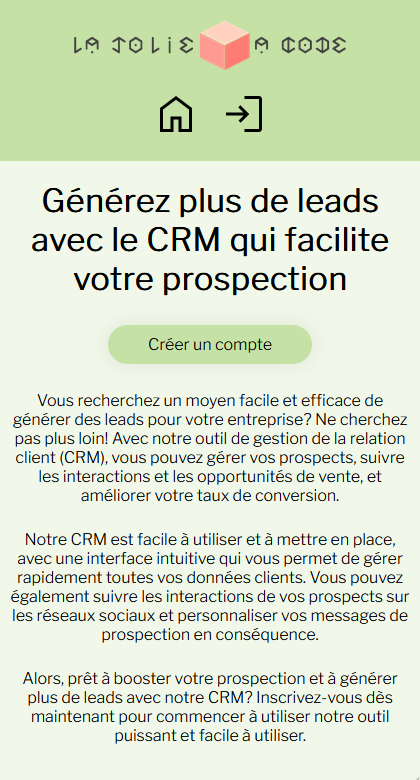 LA JOLIE A CODE
Générez plus de leads
avec le CRM qui facilite
votre prospection
Créer un compte
Vous recherchez un moyen facile et efficace de
générer des leads pour votre entreprise? Ne cherchez
pas plus loin! Avec notre outil de gestion de la relation
client (CRM), vous pouvez gérer vos prospects, suivre
les interactions et les opportunités de vente, et
améliorer votre taux de conversion.
Notre CRM est facile à utiliser et à mettre en place,
avec une interface intuitive qui vous permet de gérer
rapidement toutes vos données clients. Vous pouvez
également suivre les interactions de vos prospects sur
les réseaux sociaux et personnaliser vos messages de
prospection en conséquence.
Alors, prêt à booster votre prospection et à générer
plus de leads avec notre CRM? Inscrivez-vous dès
maintenant pour commencer à utiliser notre outil
puissant et facile à utiliser.